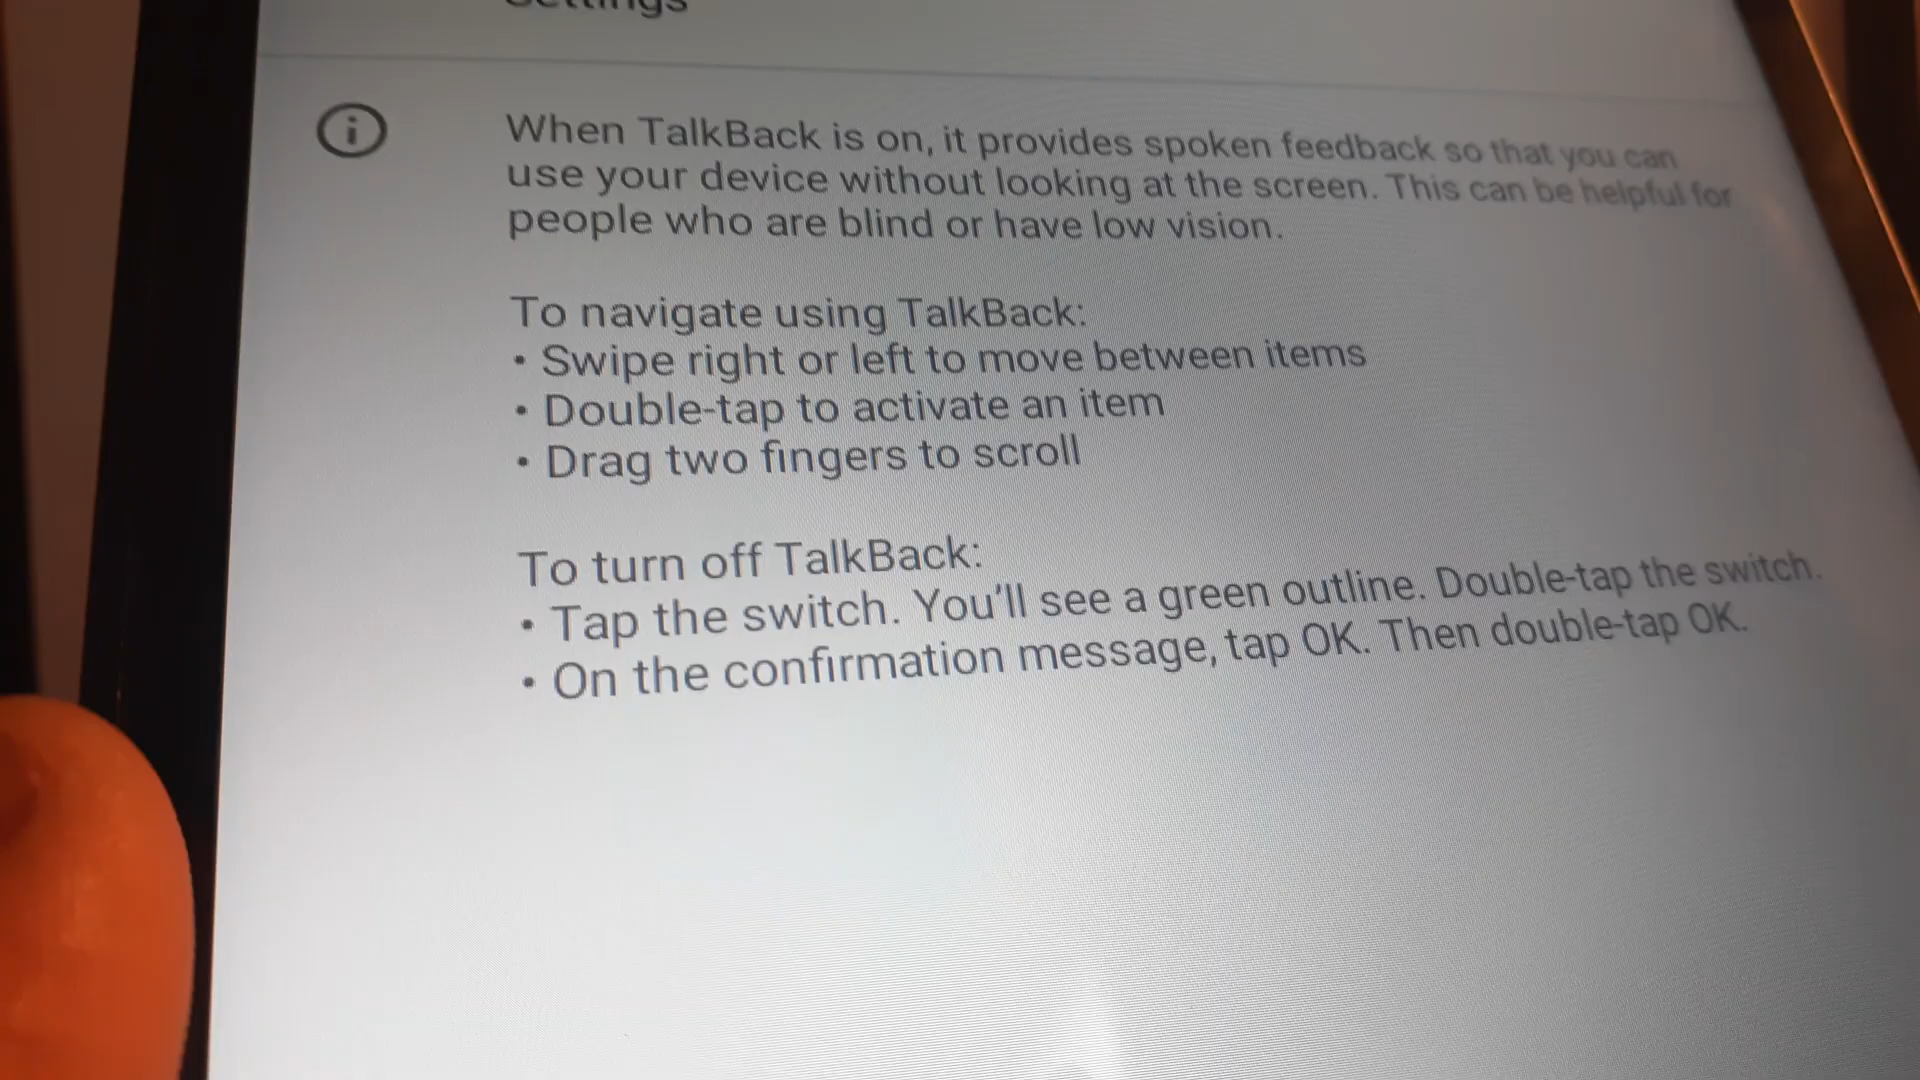 Settings
When TalkBack is on, it provides spoken feedback so that you can
use your device without looking at the screen. This can be helpful for
people who are blind or have low vision.
To navigate using TalkBack:
• Swipe right or left to move between items
• Double-tap to activate an item
• Drag two fingers to scroll
To turn off TalkBack:
• Tap the switch. You'll see a green outline. Double-tap the switch.
• On the confirmation message, tap OK. Then double-tap OK.